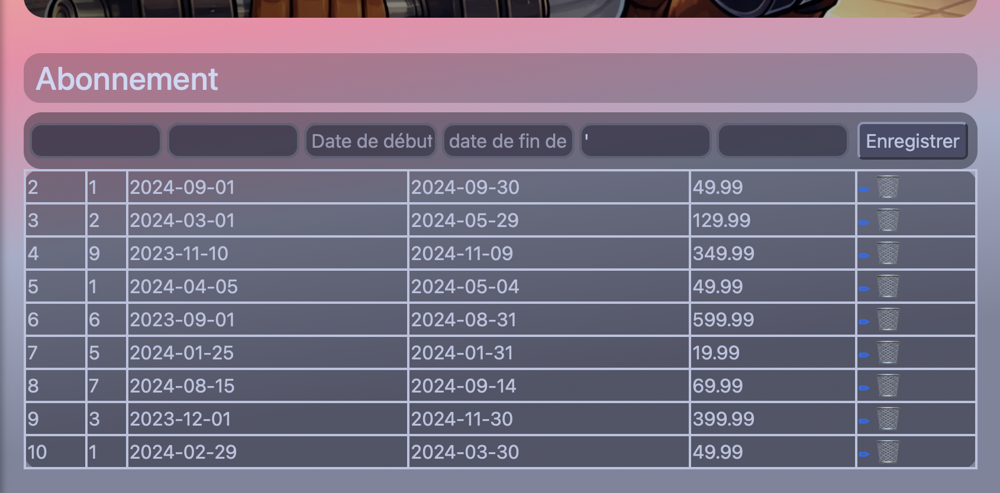 Abonnement
Date de début date de fin de ' Enregistrer
2 1 2024-09-01 2024-09-30 49.99
3 2 2024-03-01 2024-05-29 129.99
4 9 2023-11-10 2024-11-09 349.99
5 1 2024-04-05 2024-05-04 49.99
6 6 2023-09-01 2024-08-31 599.99
7 5 2024-01-25 2024-01-31 19.99
8 7 2024-08-15 2024-09-14 69.99
9 3 2023-12-01 2024-11-30 399.99
10 1 2024-02-29 2024-03-30 49.99